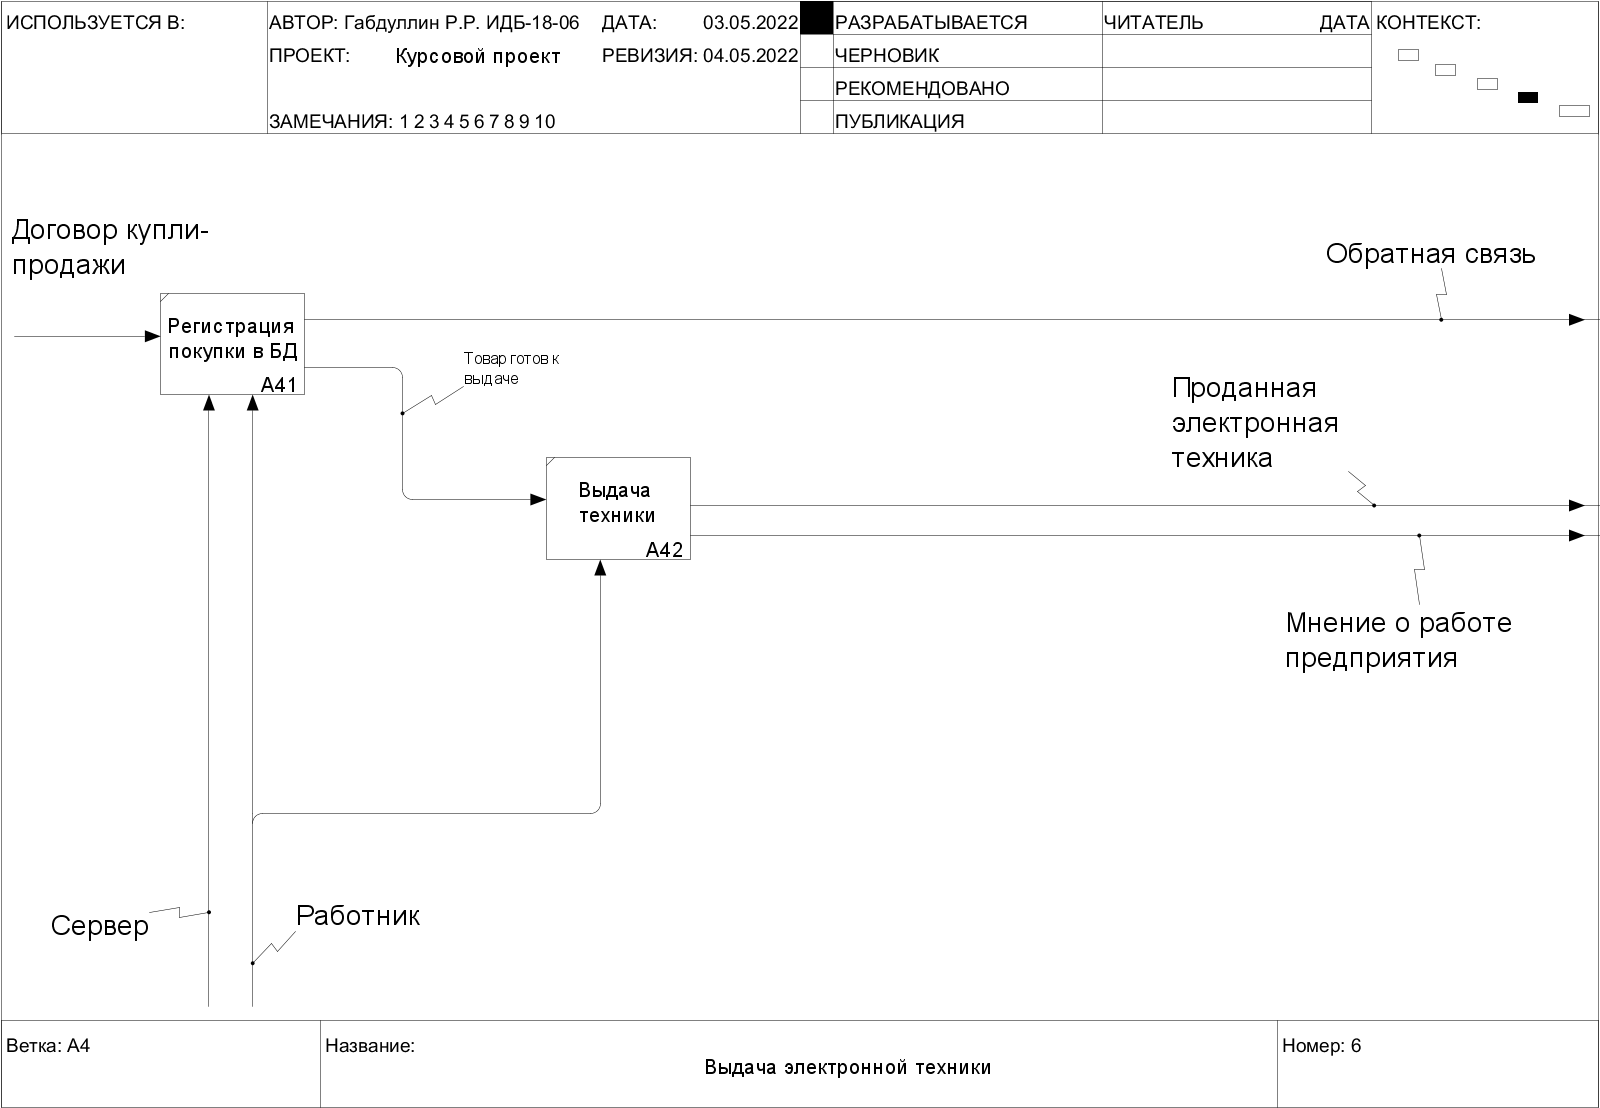 ИСПОЛЬЗУЕТСЯ В:
АВТОР: Габдуллин Р.Р. ИДБ-18-06
ДАТА: 03.05.2022
ПРОЕКТ: Курсовой проект
РЕВИЗИЯ: 04.05.2022
ЗАМЕЧАНИЯ: 1 2 3 4 5 6 7 8 9 10
РАЗРАБАТЫВАЕТСЯ
ЧЕРНОВИК
РЕКОМЕНДОВАНО
ПУБЛИКАЦИЯ
ЧИТАТЕЛЬ
ДАТА
КОНТЕКСТ:
Договор купли-
продажи
Обратная связь
Регистрация
покупки в БД
А41
Товар готов к
выдаче
Проданная
электронная
техника
Выдача
техники
А42
Мнение о работе
предприятия
Сервер
Работник
Ветка: А4
Название:
Выдача электронной техники
Номер: 6